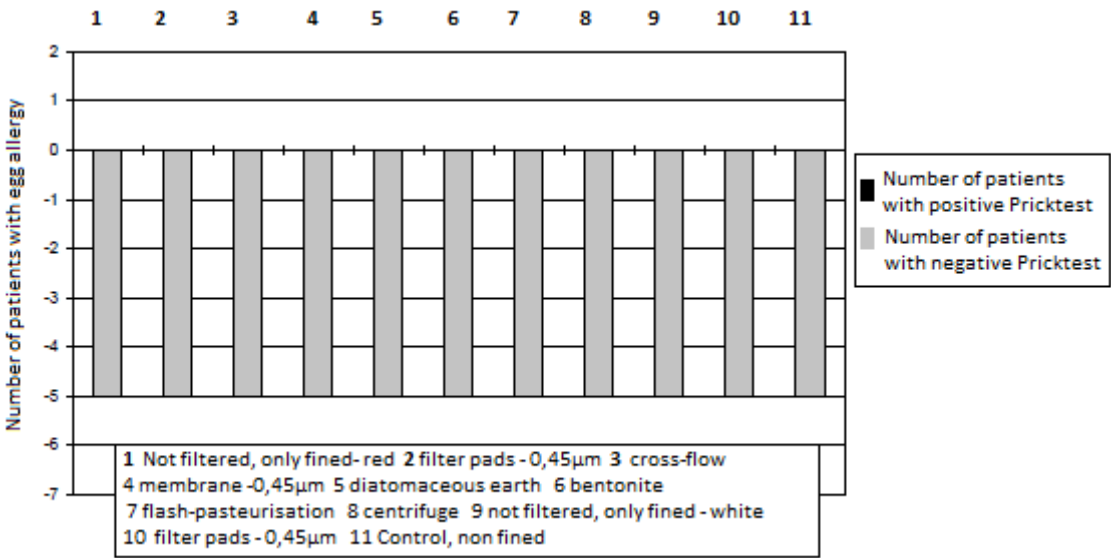 1 2 3 4 5 6 7 8 9 10 11
Number of patients with egg allergy
2
1
0
-1
-2
-3
-4
-5
-6
-7
Number of patients
with positive Pricktest
Number of patients
with negative Pricktest
1 Not filtered, only fined- red 2 filter pads - 0,45µm 3 cross-flow
4 membrane -0,45µm 5 diatomaceous earth 6 bentonite
7 flash-pasteurisation 8 centrifuge 9 not filtered, only fined - white
10 filter pads - 0,45µm 11 Control, non fined